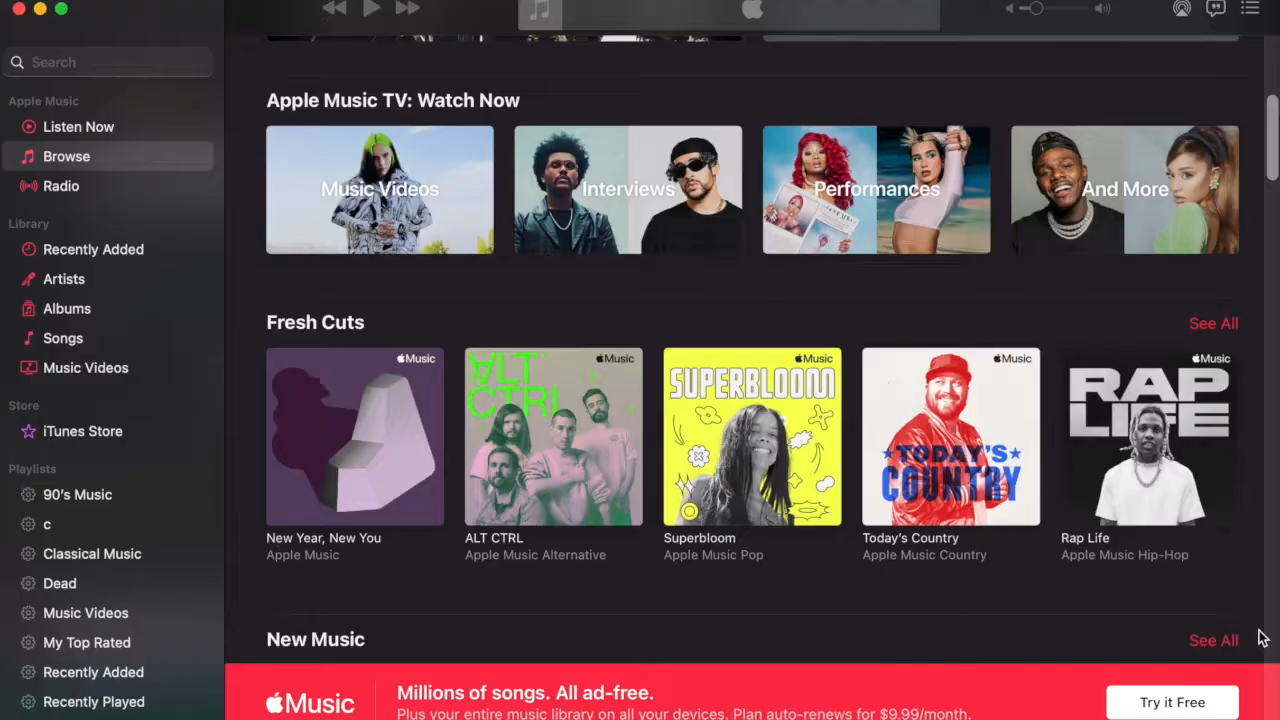 Search
Apple Music
Listen Now
Browse
Radio
Library
Recently Added
Artists
Albums
Songs
Music Videos
Store
iTunes Store
Playlists
90's Music
c
Classical Music
Dead
Music Videos
My Top Rated
Recently Added
Recently Played
Apple Music TV: Watch Now
Music Videos
Interviews
Performances
And More
Fresh Cuts
See All
Music
New Year, New You
Apple Music
Music
ALT
CTRL
ALT CTRL
Apple Music Alternative
Music
SUPERBLOOM
Superbloom
Apple Music Pop
Music
TODAY'S
COUNTRY
Today's Country
Apple Music Country
Music
RAP
LIFE
Rap Life
Apple Music Hip-Hop
New Music
See All
Music
Millions of songs. All ad-free.
Plus your entire music library on all your devices. Plan auto-renews for $9.99/month.
Try it Free